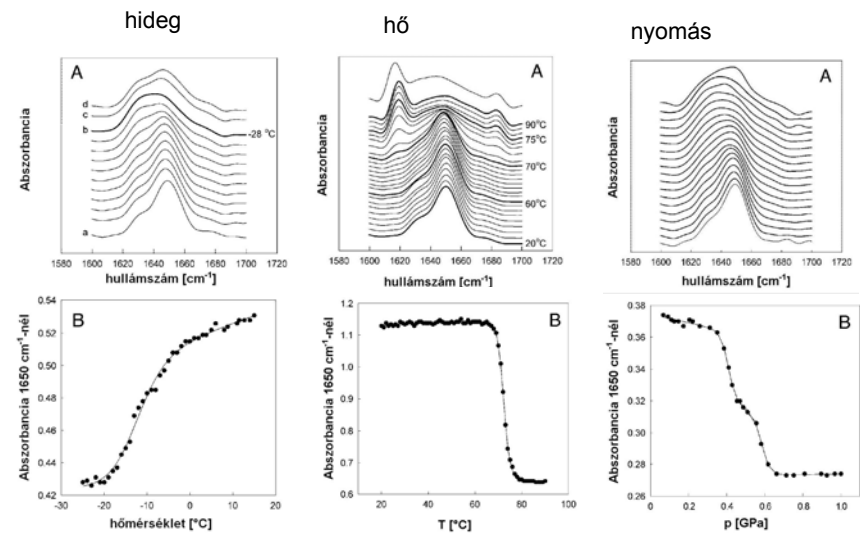 hideg
hő
nyomás
A
d
c
b
a
-28 °C
Abszorbancia
1580 1600 1620 1640 1660 1680 1700 1720
hullámszám [cm⁻¹]
A
90°C
75°C
70°C
60°C
20°C
Abszorbancia
1580 1600 1620 1640 1660 1680 1700 1720
hullámszám [cm⁻¹]
A
Abszorbancia
1580 1600 1620 1640 1660 1680 1700 1720
hullámszám [cm⁻¹]
B
Abszorbancia 1650 cm⁻¹-nél
0.54
0.52
0.50
0.48
0.46
0.44
0.42
-30 -20 -10 0 10 20
hőmérséklet [°C]
B
Abszorbancia 1650 cm⁻¹-nél
1.2
1.1
1.0
0.9
0.8
0.7
0.6
20 40 60 80 100
T [°C]
B
Abszorbancia 1650 cm⁻¹-nél
0.38
0.36
0.34
0.32
0.30
0.28
0.26
0 0.2 0.4 0.6 0.8 1.0
p [GPa]